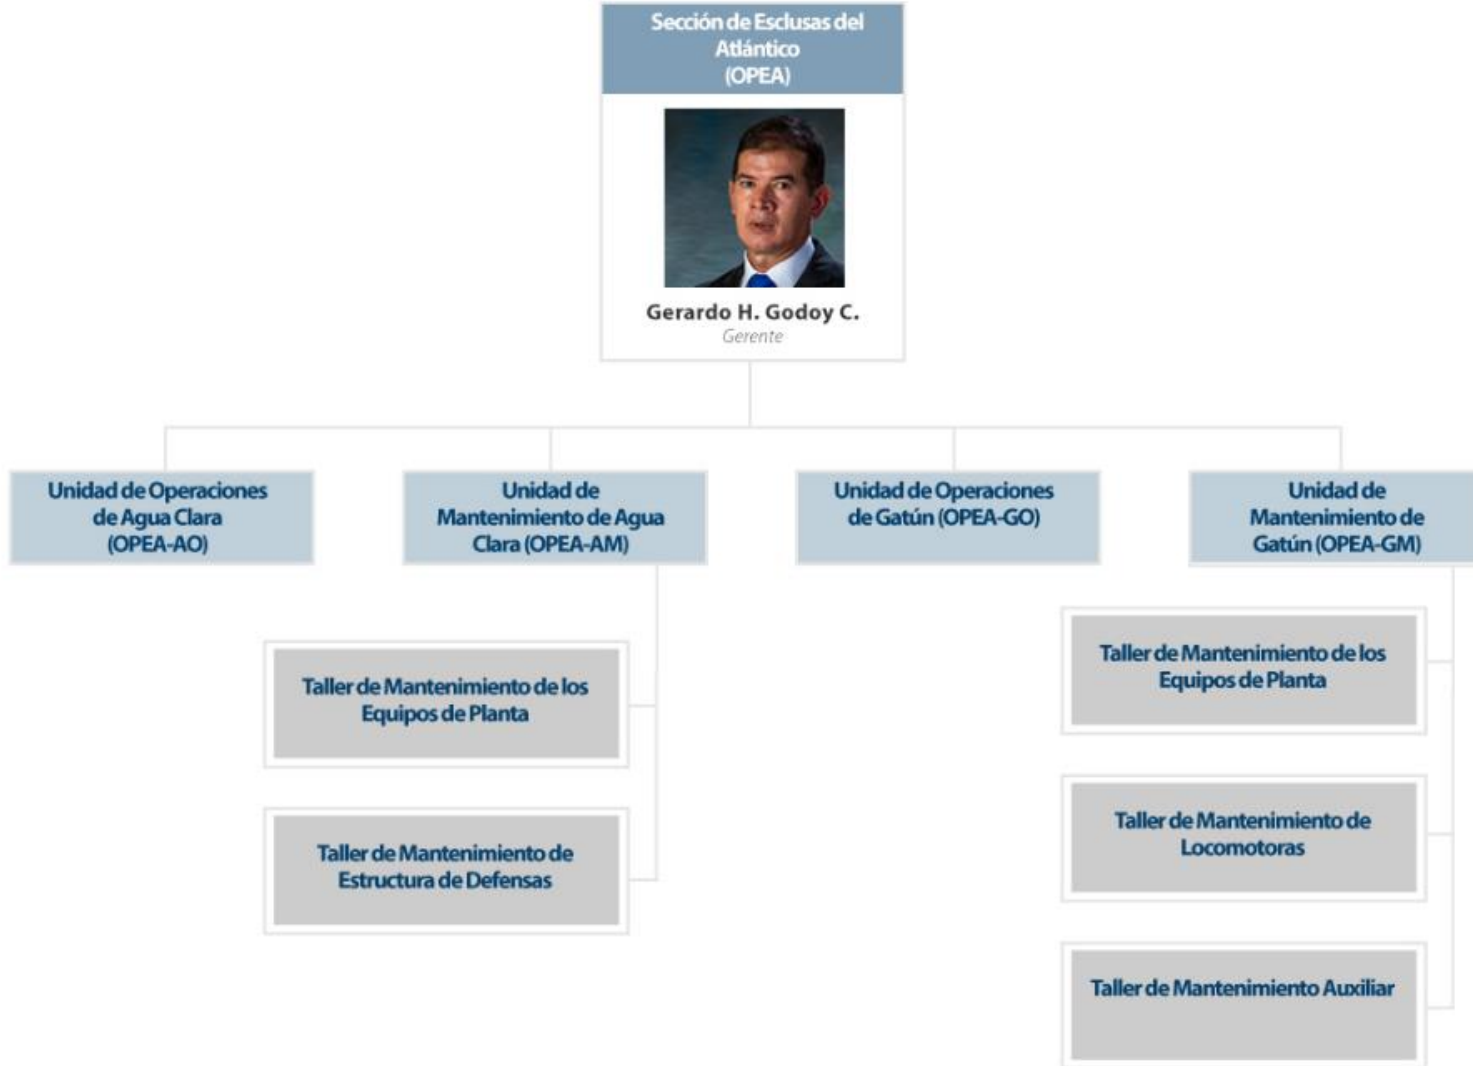 Sección de Esclusas del
Atlántico
(OPEA)
Gerardo H. Godoy C.
Gerente
Unidad de Operaciones
de Agua Clara
(OPEA-AO)
Unidad de
Mantenimiento de Agua
Clara (OPEA-AM)
Unidad de Operaciones
de Gatún (OPEA-GO)
Unidad de
Mantenimiento de
Gatún (OPEA-GM)
Taller de Mantenimiento de los
Equipos de Planta
Taller de Mantenimiento de
Estructura de Defensas
Taller de Mantenimiento de los
Equipos de Planta
Taller de Mantenimiento de
Locomotoras
Taller de Mantenimiento Auxiliar